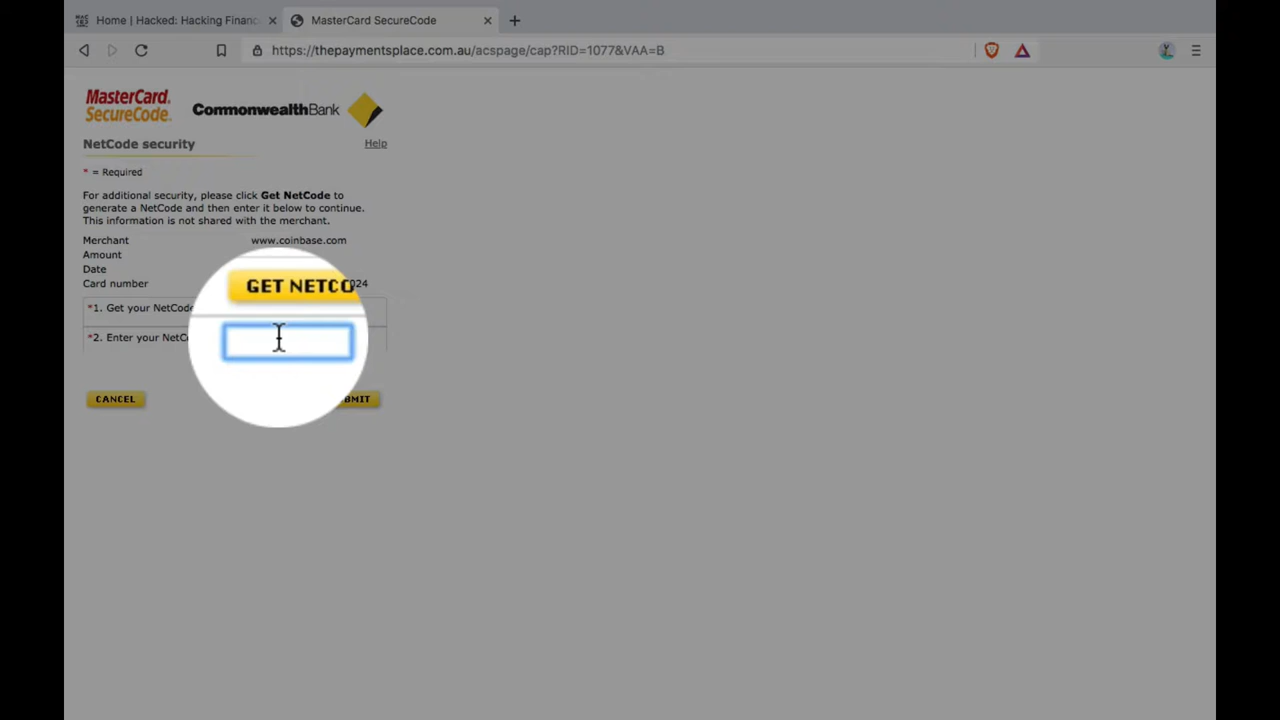 Home | Hacked: Hacking Financ
MasterCard SecureCode
https://thepaymentsplace.com.au/acspage/cap?RID=1077&VAA=B
MasterCard. SecureCode.
CommonwealthBank
NetCode security
Help
* = Required
For additional security, please click Get NetCode to
generate a NetCode and then enter it below to continue.
This information is not shared with the merchant.
Merchant www.coinbase.com
Amount
Date
Card number 024
GET NETCO
*1. Get your NetCode
*2. Enter your NetC
CANCEL
BMIT